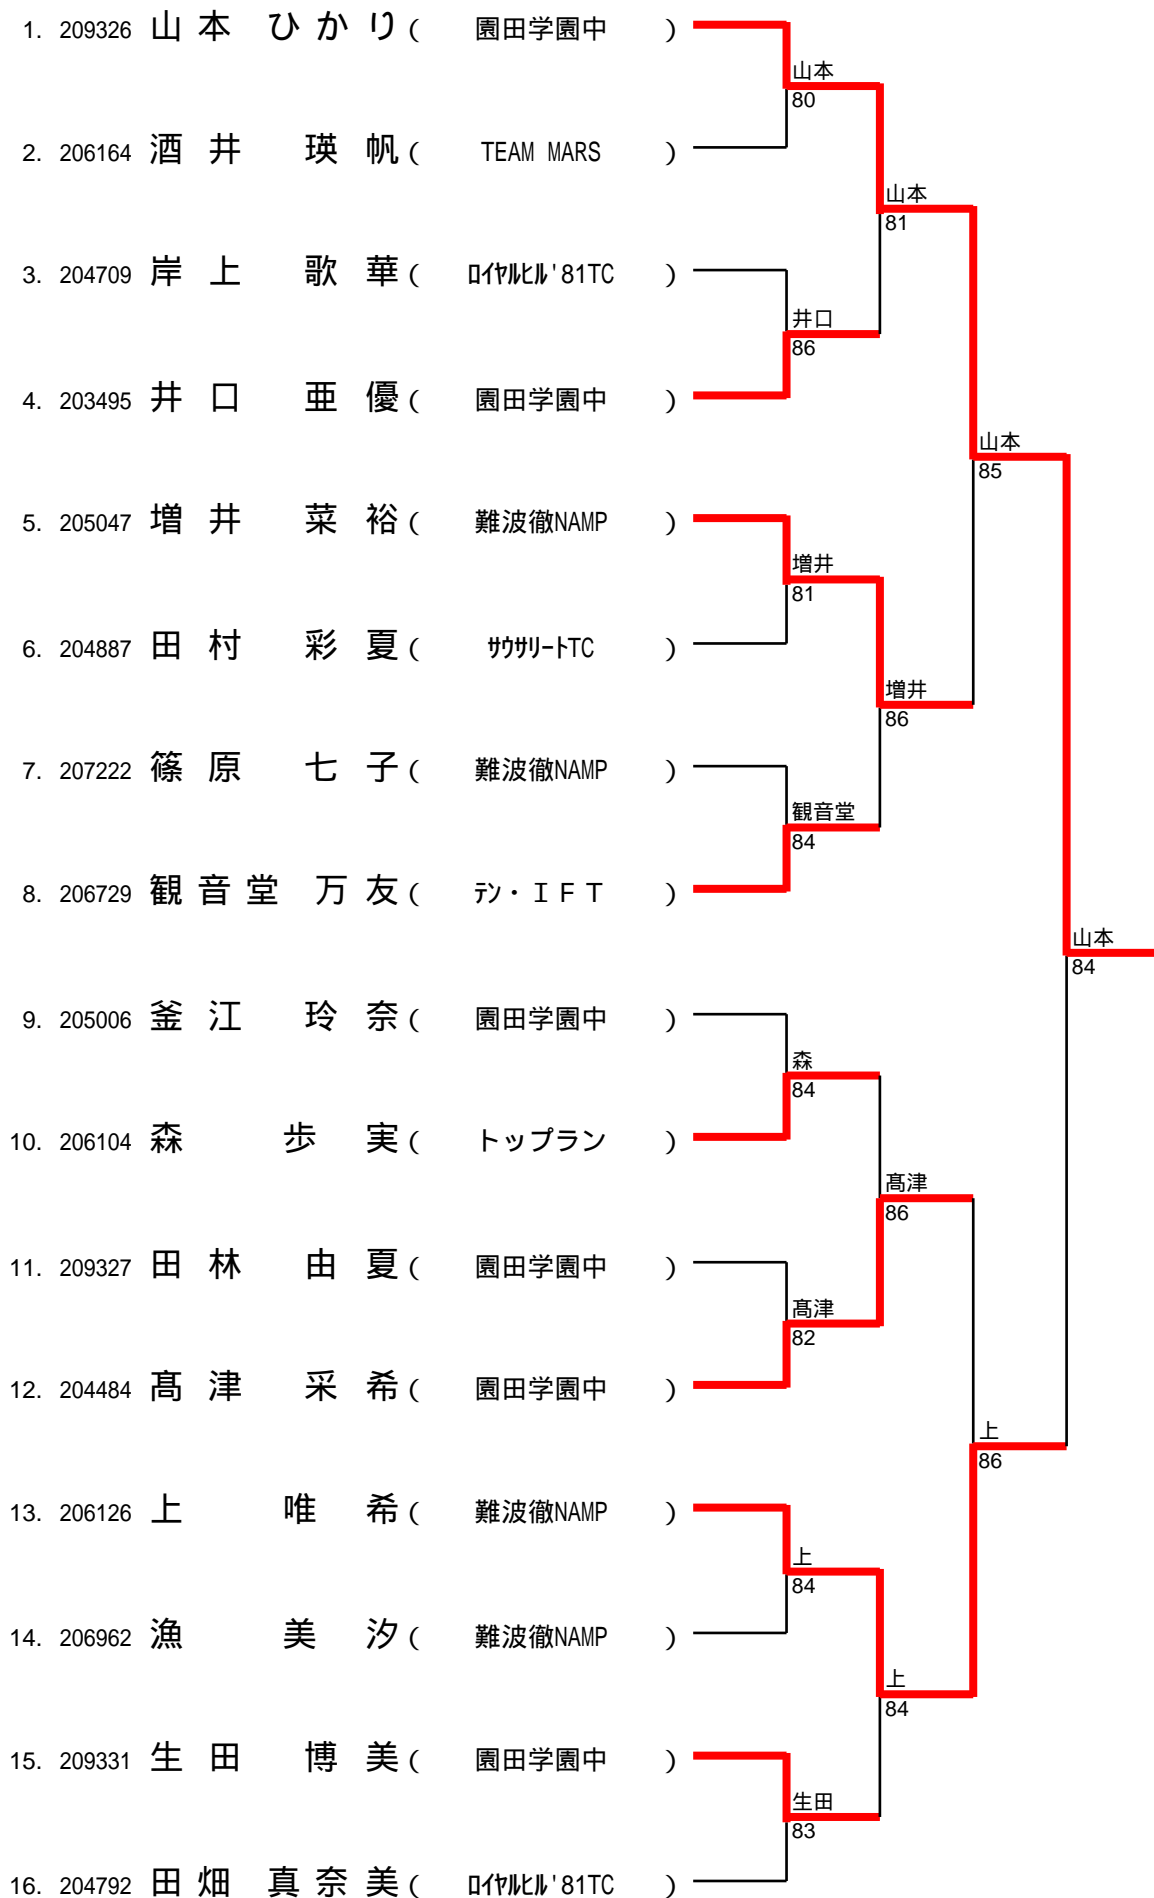 1. 209326 山本 ひかり ( 園田学園中 )
山本
80
2. 206164 酒井 瑛帆 ( TEAM MARS )
山本
81
3. 204709 岸上 歌華 ( ﾛｲﾔﾙﾋﾙ'81TC )
井口
86
4. 203495 井口 亜優 ( 園田学園中 )
山本
85
5. 205047 増井 菜裕 ( 難波徹NAMP )
増井
81
6. 204887 田村 彩夏 ( ｻｳｻﾘｰﾄTC )
増井
86
7. 207222 篠原 七子 ( 難波徹NAMP )
観音堂
84
8. 206729 観音堂 万友 ( ﾃﾝ・ＩＦＴ )
山本
84
9. 205006 釜江 玲奈 ( 園田学園中 )
森
84
10. 206104 森 歩実 ( トップラン )
髙津
86
11. 209327 田林 由夏 ( 園田学園中 )
髙津
82
12. 204484 髙津 采希 ( 園田学園中 )
上
86
13. 206126 上 唯希 ( 難波徹NAMP )
上
84
14. 206962 漁 美汐 ( 難波徹NAMP )
上
84
15. 209331 生田 博美 ( 園田学園中 )
生田
83
16. 204792 田畑 真奈美 ( ﾛｲﾔﾙﾋﾙ'81TC )